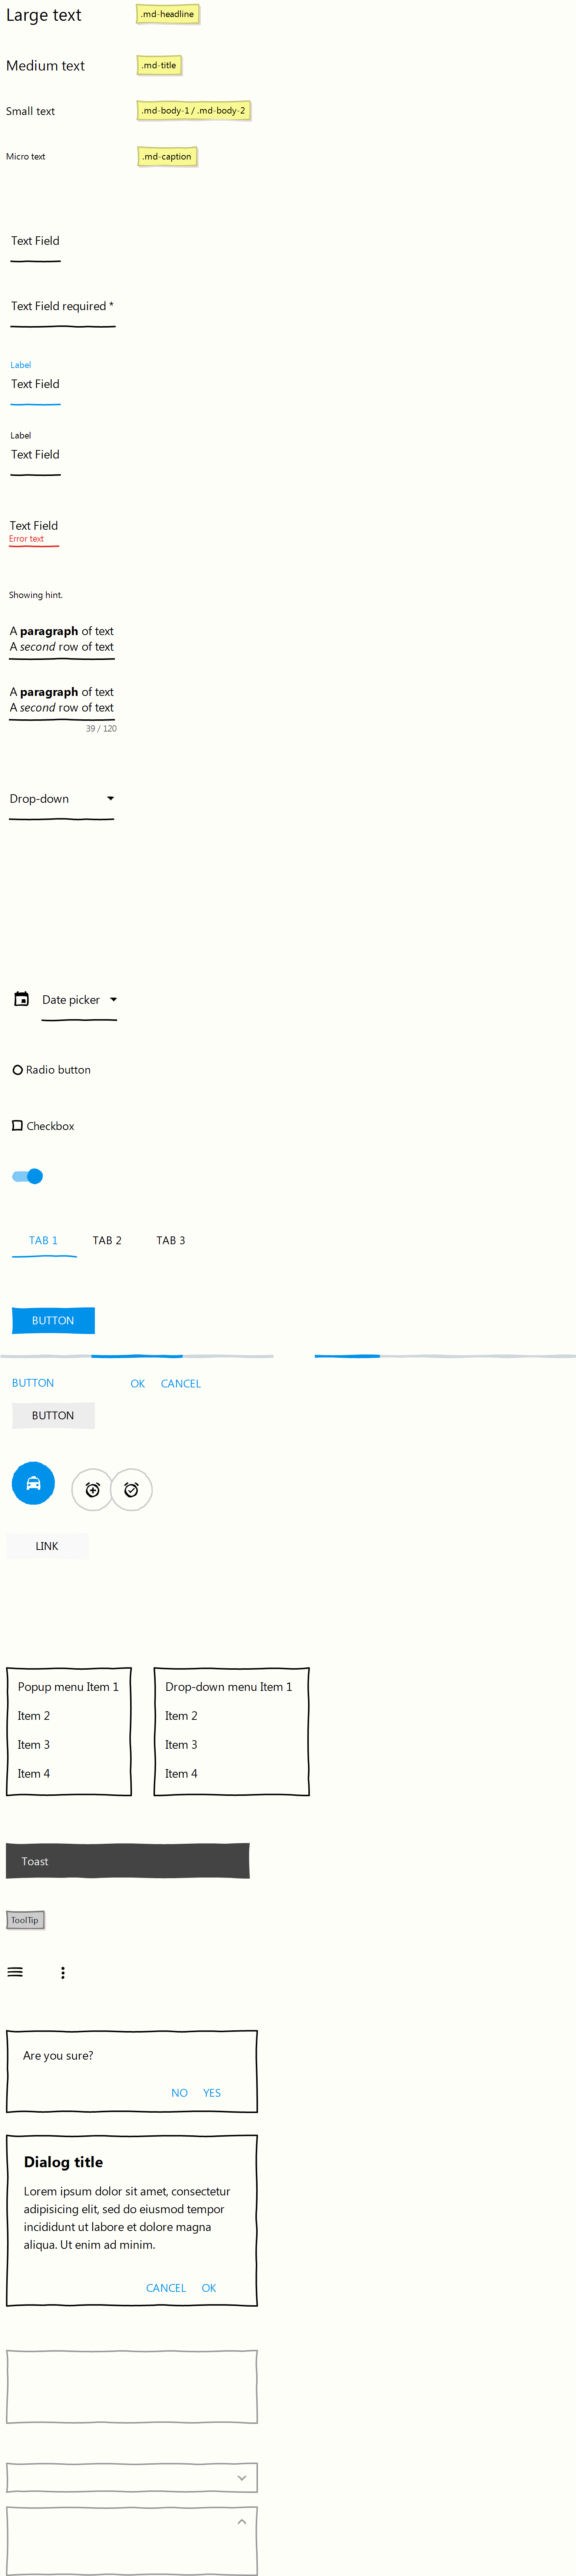 Large text
.md-headline
Medium text
.md-title
Small text
.md-body-1 / .md-body-2
Micro text
.md-caption
Text Field
Text Field required *
Label
Text Field
Label
Text Field
Text Field
Error text
Showing hint.
A paragraph of text
A second row of text
A paragraph of text
A second row of text
39 / 120
Drop-down
Date picker
Radio button
Checkbox
TAB 1 TAB 2 TAB 3
BUTTON
BUTTON OK CANCEL
BUTTON
LINK
Popup menu Item 1
Item 2
Item 3
Item 4
Drop-down menu Item 1
Item 2
Item 3
Item 4
Toast
ToolTip
Are you sure?
NO YES
Dialog title
Lorem ipsum dolor sit amet, consectetur
adipisicing elit, sed do eiusmod tempor
incididunt ut labore et dolore magna
aliqua. Ut enim ad minim.
CANCEL OK